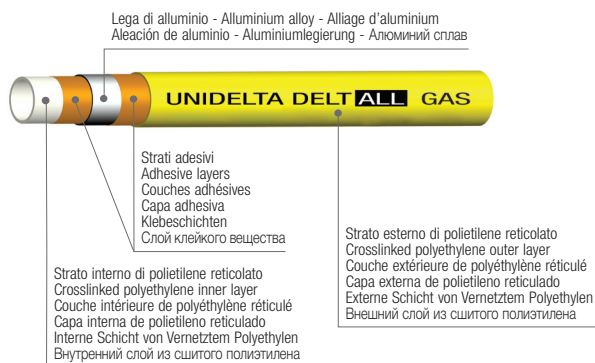 Lega di alluminio - Alluminium alloy - Alliage d'aluminium
Aleación de aluminio - Aluminiumlegierung - Алюминий сплав
UNIDELTA DELTALL GAS
Strati adesivi
Adhesive layers
Couches adhésives
Capa adhesiva
Klebeschichten
Слой клейкого вещества
Strato esterno di polietilene reticolato
Crosslinked polyethylene outer layer
Couche extérieure de polyéthylène réticulé
Capa externa de polietileno reticulado
Externe Schicht von Vernetztem Polyethylen
Внешний слой из сшитого полиэтилена
Strato interno di polietilene reticolato
Crosslinked polyethylene inner layer
Couche intérieure de polyéthylène réticulé
Capa interna de polietileno reticulado
Interne Schicht von Vernetztem Polyethylen
Внутренний слой из сшитого полиэтилена